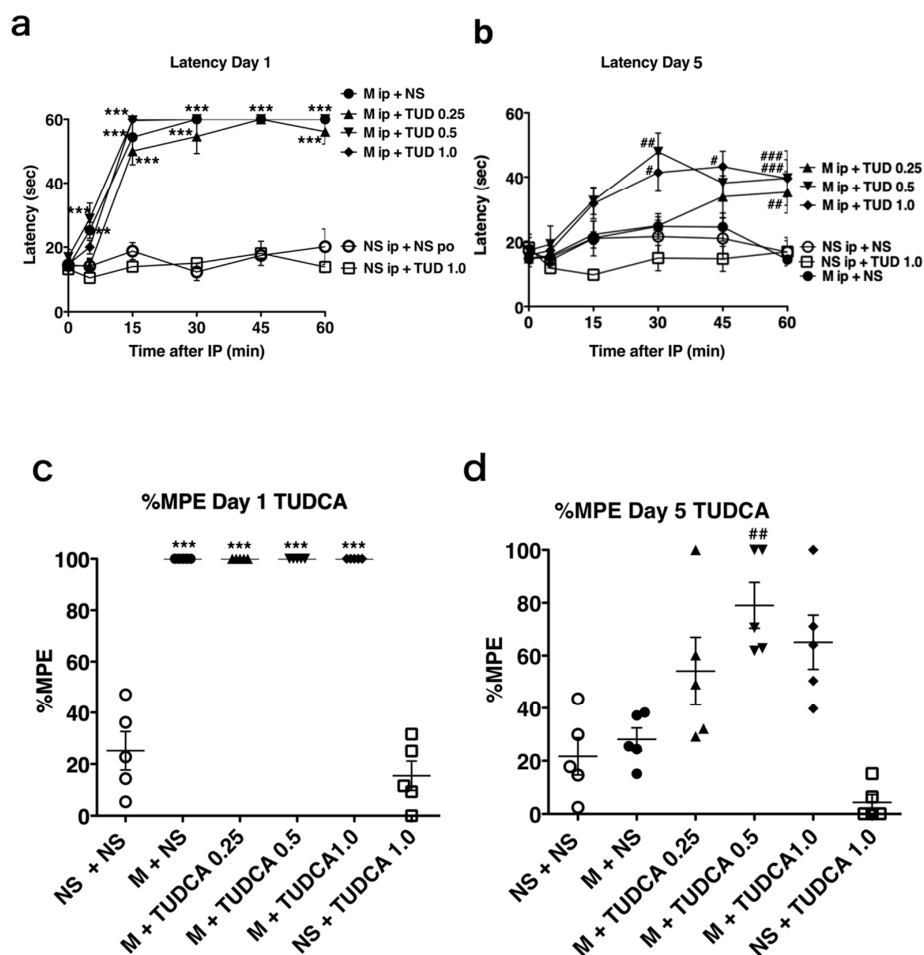 a
Latency Day 1
Latency (sec)
60
40
20
0
0 15 30 45 60
Time after IP (min)
*** *** *** ***
*** *** ***
***
***
**
M ip + NS
M ip + TUD 0.25
M ip + TUD 0.5
M ip + TUD 1.0
NS ip + NS po
NS ip + TUD 1.0
b
Latency Day 5
Latency (sec)
60
40
20
0
0 15 30 45 60
Time after IP (min)
##
#
#
###
###
##
M ip + TUD 0.25
M ip + TUD 0.5
M ip + TUD 1.0
NS ip + NS
NS ip + TUD 1.0
M ip + NS
c
%MPE Day 1 TUDCA
%MPE
100
80
60
40
20
0
*** *** *** ***
NS + NS
M + NS
M + TUDCA 0.25
M + TUDCA 0.5
M + TUDCA 1.0
NS + TUDCA 1.0
d
%MPE Day 5 TUDCA
%MPE
100
80
60
40
20
0
##
NS + NS
M + NS
M + TUDCA 0.25
M + TUDCA 0.5
M + TUDCA 1.0
NS + TUDCA 1.0